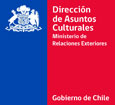 Dirección
de Asuntos
Culturales
Ministerio de
Relaciones Exteriores
Gobierno de Chile